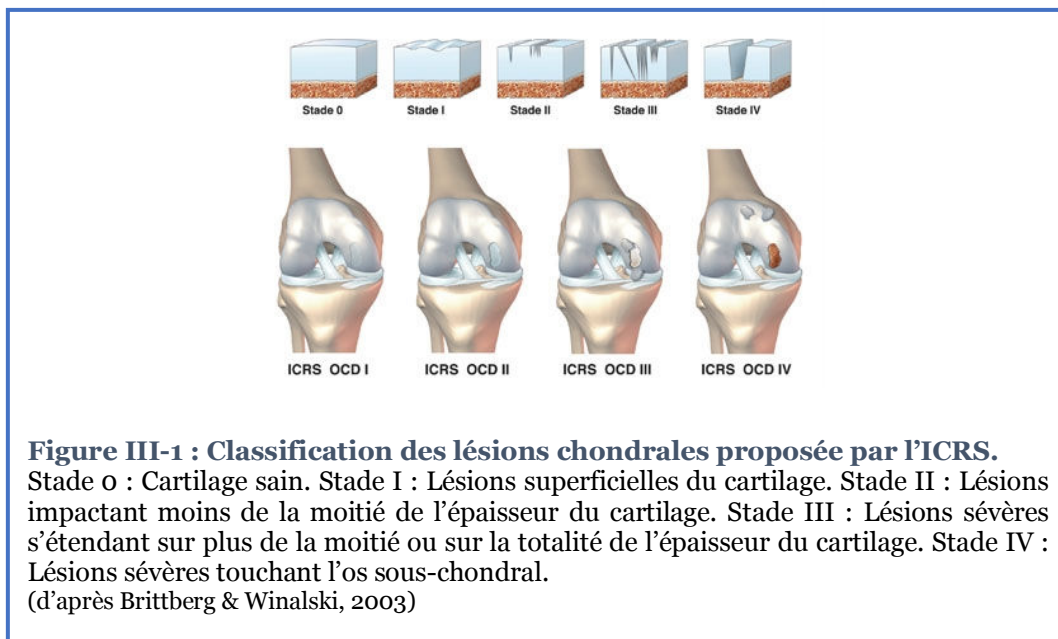 Stade 0 Stade I Stade II Stade III Stade IV
ICRS OCD I ICRS OCD II ICRS OCD III ICRS OCD IV
Figure III-1 : Classification des lésions chondrales proposée par l’ICRS.
Stade 0 : Cartilage sain. Stade I : Lésions superficielles du cartilage. Stade II : Lésions
impactant moins de la moitié de l’épaisseur du cartilage. Stade III : Lésions sévères
s’étendant sur plus de la moitié ou sur la totalité de l’épaisseur du cartilage. Stade IV :
Lésions sévères touchant l’os sous-chondral.
(d’après Brittberg & Winalski, 2003)